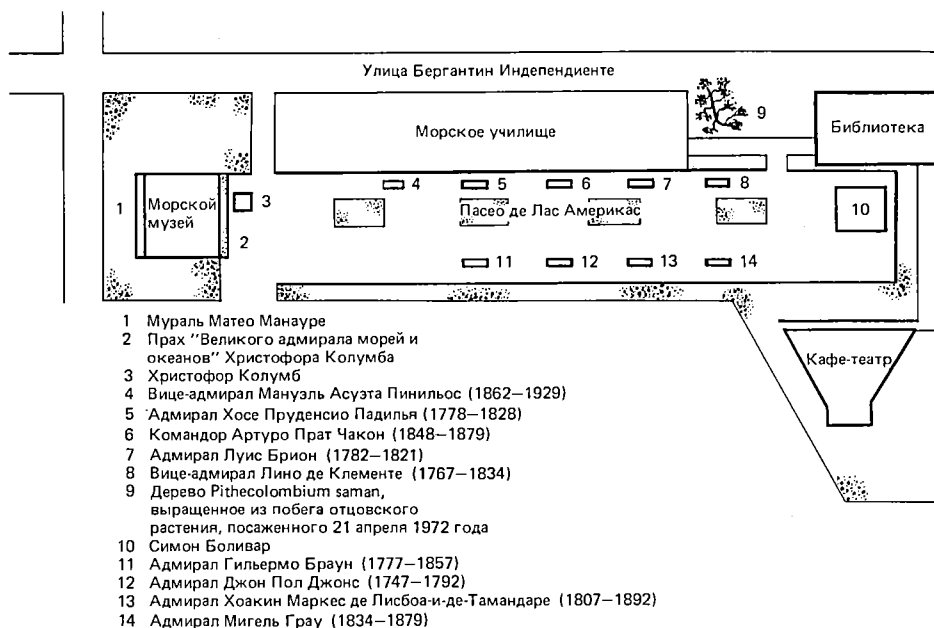 Улица Бергантин Индепендиенте
Морское училище
9
Библиотека
4
5
6
7
8
1
Морской
музей
3
Пасео де Лас Америкас
10
2
11
12
13
14
Кафе-театр
1 Мураль Матео Манауре
2 Прах "Великого адмирала морей и
океанов" Христофора Колумба
3 Христофор Колумб
4 Вице-адмирал Мануэль Асуэта Пинильос (1862—1929)
5 Адмирал Хосе Пруденсио Падилья (1778—1828)
6 Командор Артуро Прат Чакон (1848—1879)
7 Адмирал Луис Брион (1782—1821)
8 Вице-адмирал Лино де Клементе (1767—1834)
9 Дерево Pithecolombium saman,
выращенное из побега отцовского
растения, посаженного 21 апреля 1972 года
10 Симон Боливар
11 Адмирал Гильермо Браун (1777—1857)
12 Адмирал Джон Пол Джонс (1747—1792)
13 Адмирал Хоакин Маркес де Лисбоа-и-де-Тамандаре (1807—1892)
14 Адмирал Мигель Грау (1834—1879)